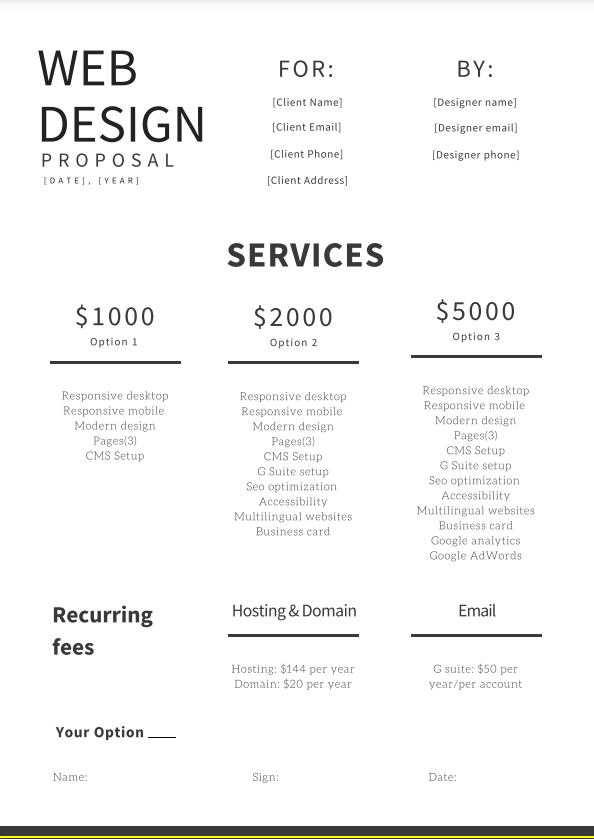 WEB
DESIGN
PROPOSAL
[DATE], [YEAR]
FOR:
[Client Name]
[Client Email]
[Client Phone]
[Client Address]
BY:
[Designer name]
[Designer email]
[Designer phone]
SERVICES
$1000
Option 1
Responsive desktop
Responsive mobile
Modern design
Pages(3)
CMS Setup
$2000
Option 2
Responsive desktop
Responsive mobile
Modern design
Pages(3)
CMS Setup
G Suite setup
Seo optimization
Accessibility
Multilingual websites
Business card
$5000
Option 3
Responsive desktop
Responsive mobile
Modern design
Pages(3)
CMS Setup
G Suite setup
Seo optimization
Accessibility
Multilingual websites
Business card
Google analytics
Google AdWords
Recurring
fees
Hosting & Domain
Hosting: $144 per year
Domain: $20 per year
Email
G suite: $50 per
year/per account
Your Option ___
Name:
Sign:
Date: